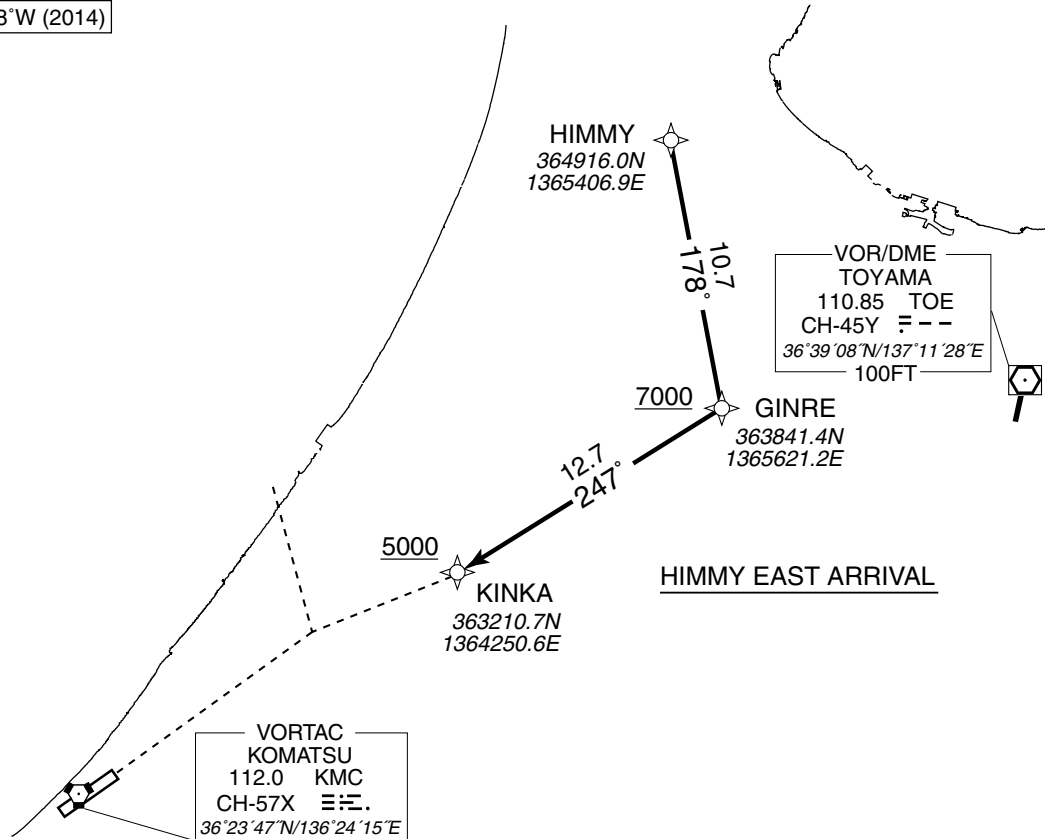 8°W (2014)
HIMMY
364916.0N
1365406.9E
10.7
178°
VOR/DME
TOYAMA
110.85 TOE
CH-45Y
36°39´08˝N/137°11´28˝E
100FT
7000
GINRE
363841.4N
1365621.2E
12.7
247°
5000
KINKA
363210.7N
1364250.6E
HIMMY EAST ARRIVAL
VORTAC
KOMATSU
112.0 KMC
CH-57X
36°23´47˝N/136°24´15˝E